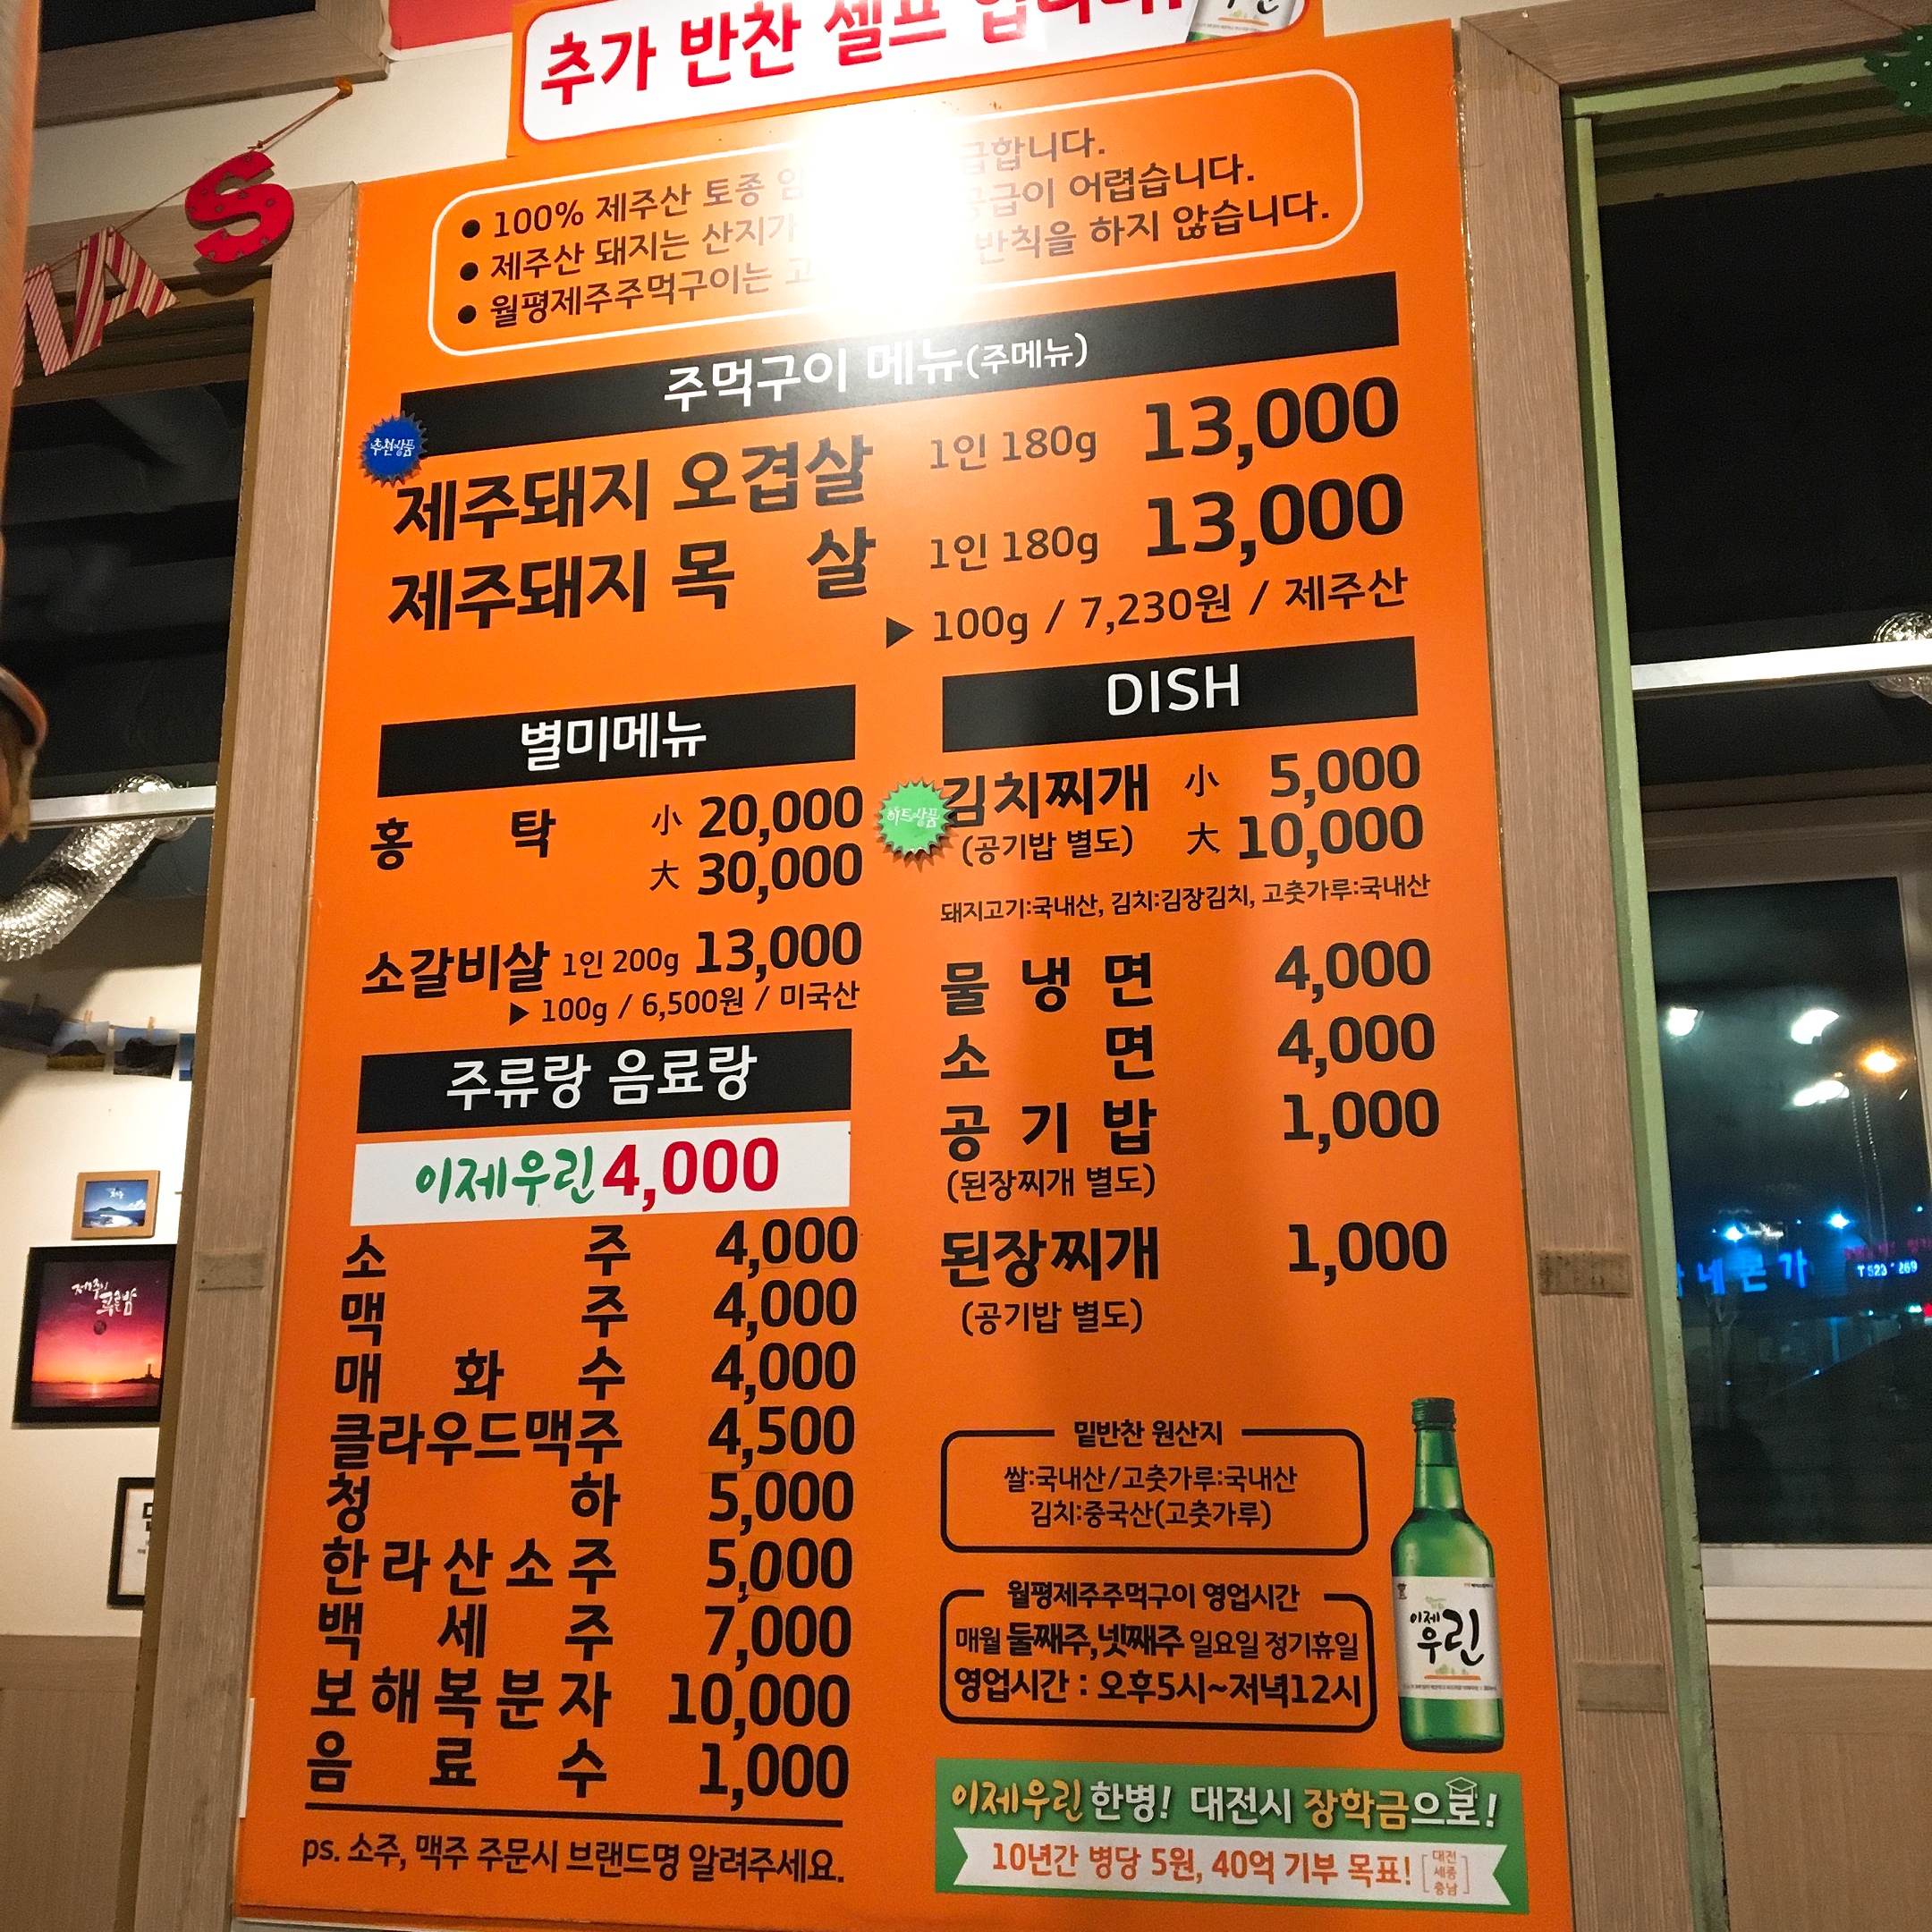 추가 반찬 셀프 입니다.
● 100% 제주산 토종 급합니다.
● 제주산 돼지는 산지가 공급이 어렵습니다.
● 월평제주주먹구이는 반칙을 하지 않습니다.
주먹구이 메뉴(주메뉴)
추천상품
제주돼지 오겹살 1인 180g 13,000
제주돼지 목 살 1인 180g 13,000
▶ 100g / 7,230원 / 제주산
별미메뉴
홍 탁 小 20,000
大 30,000
소갈비살 1인 200g 13,000
▶ 100g / 6,500원 / 미국산
주류랑 음료랑
이제우린 4,000
소 주 4,000
맥 주 4,000
매 화 수 4,000
클라우드맥주 4,500
청 하 5,000
한 라 산 소 주 5,000
백 세 주 7,000
보 해 복 분 자 10,000
음 료 수 1,000
ps. 소주, 맥주 주문시 브랜드명 알려주세요.
DISH
히트상품
김치찌개 小 5,000
(공기밥 별도) 大 10,000
돼지고기:국내산, 김치:김장김치, 고춧가루:국내산
물 냉 면 4,000
소 면 4,000
공 기 밥 1,000
(된장찌개 별도)
된장찌개 1,000
(공기밥 별도)
밑반찬 원산지
쌀:국내산/고춧가루:국내산
김치:중국산(고춧가루)
월평제주주먹구이 영업시간
매월 둘째주,넷째주 일요일 정기휴일
영업시간 : 오후5시~저녁12시
이제
우린
이제우린 한병! 대전시 장학금으로!
10년간 병당 5원, 40억 기부 목표!
대전
세종
충남
MAS
제주의
푸른밤
네본가
T523
269